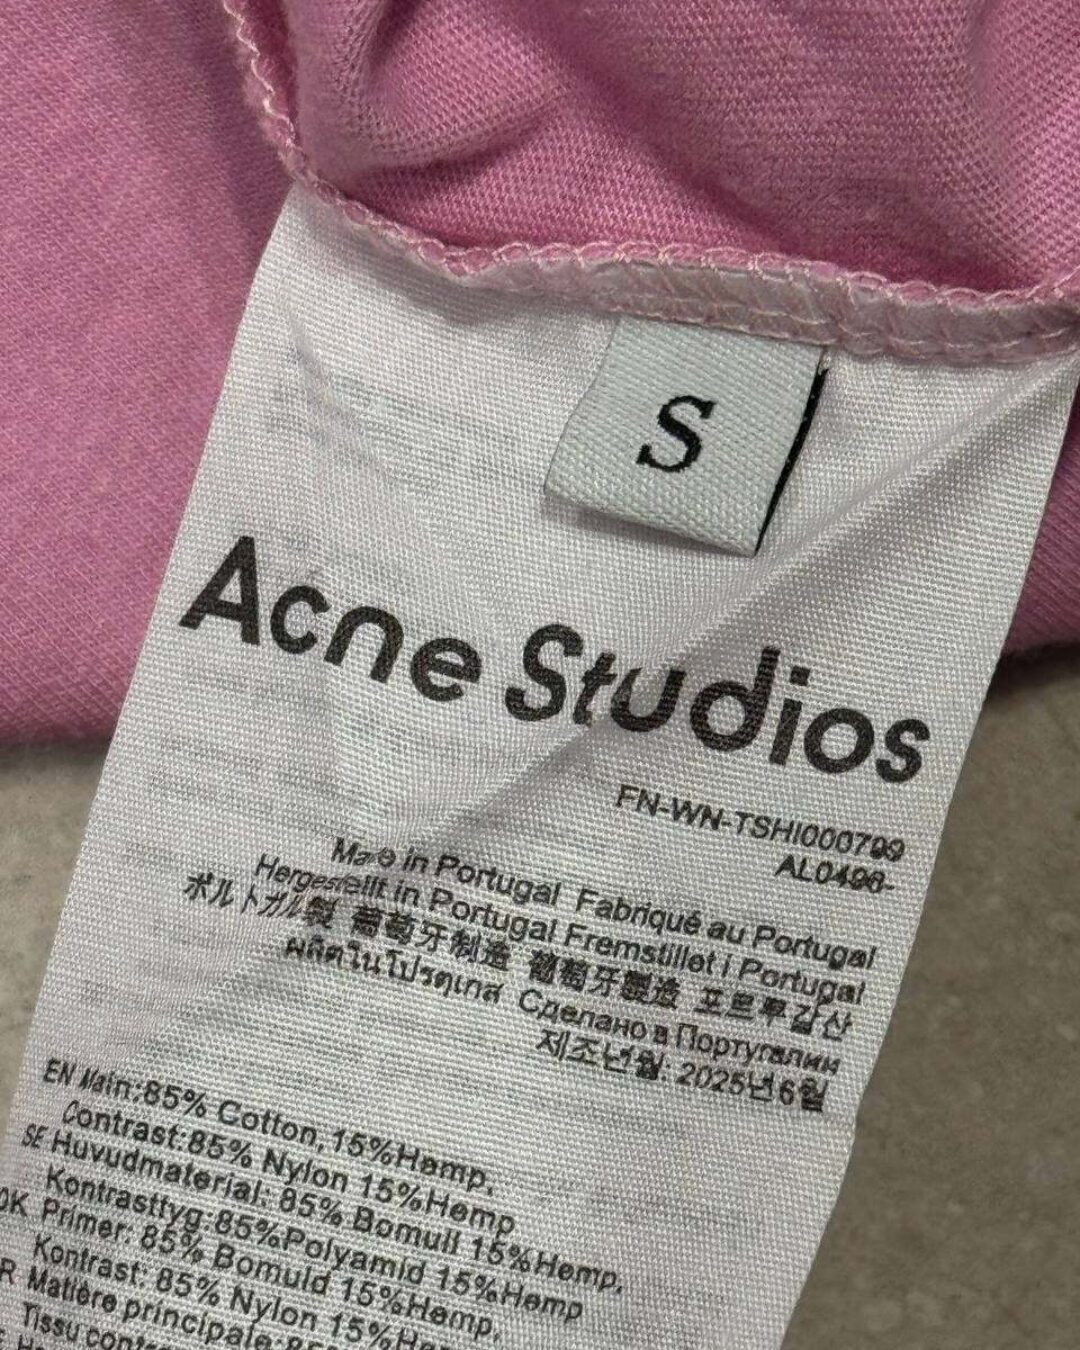 S
Acne Studios
FN-WN-TSHI000799
AL0496-
Made in Portugal Fabriqué au Portugal
Hergestellt in Portugal Fremstillet i Portugal
ポルトガル製 葡萄牙制造 葡萄牙製造 포르투갈산
ผลิตในโปรตุเกส Сделано в Португалии
제조년월: 2025년6월
EN Main:85% Cotton, 15%Hemp,
Contrast:85% Nylon 15%Hemp
SE Huvudmaterial: 85% Bomull 15%Hemp,
Kontrasttyg:85%Polyamid 15%Hemp
DK Primer: 85% Bomuld 15%Hemp,
Kontrast: 85% Nylon 15%Hemp,
R Matière principale:
Tissu